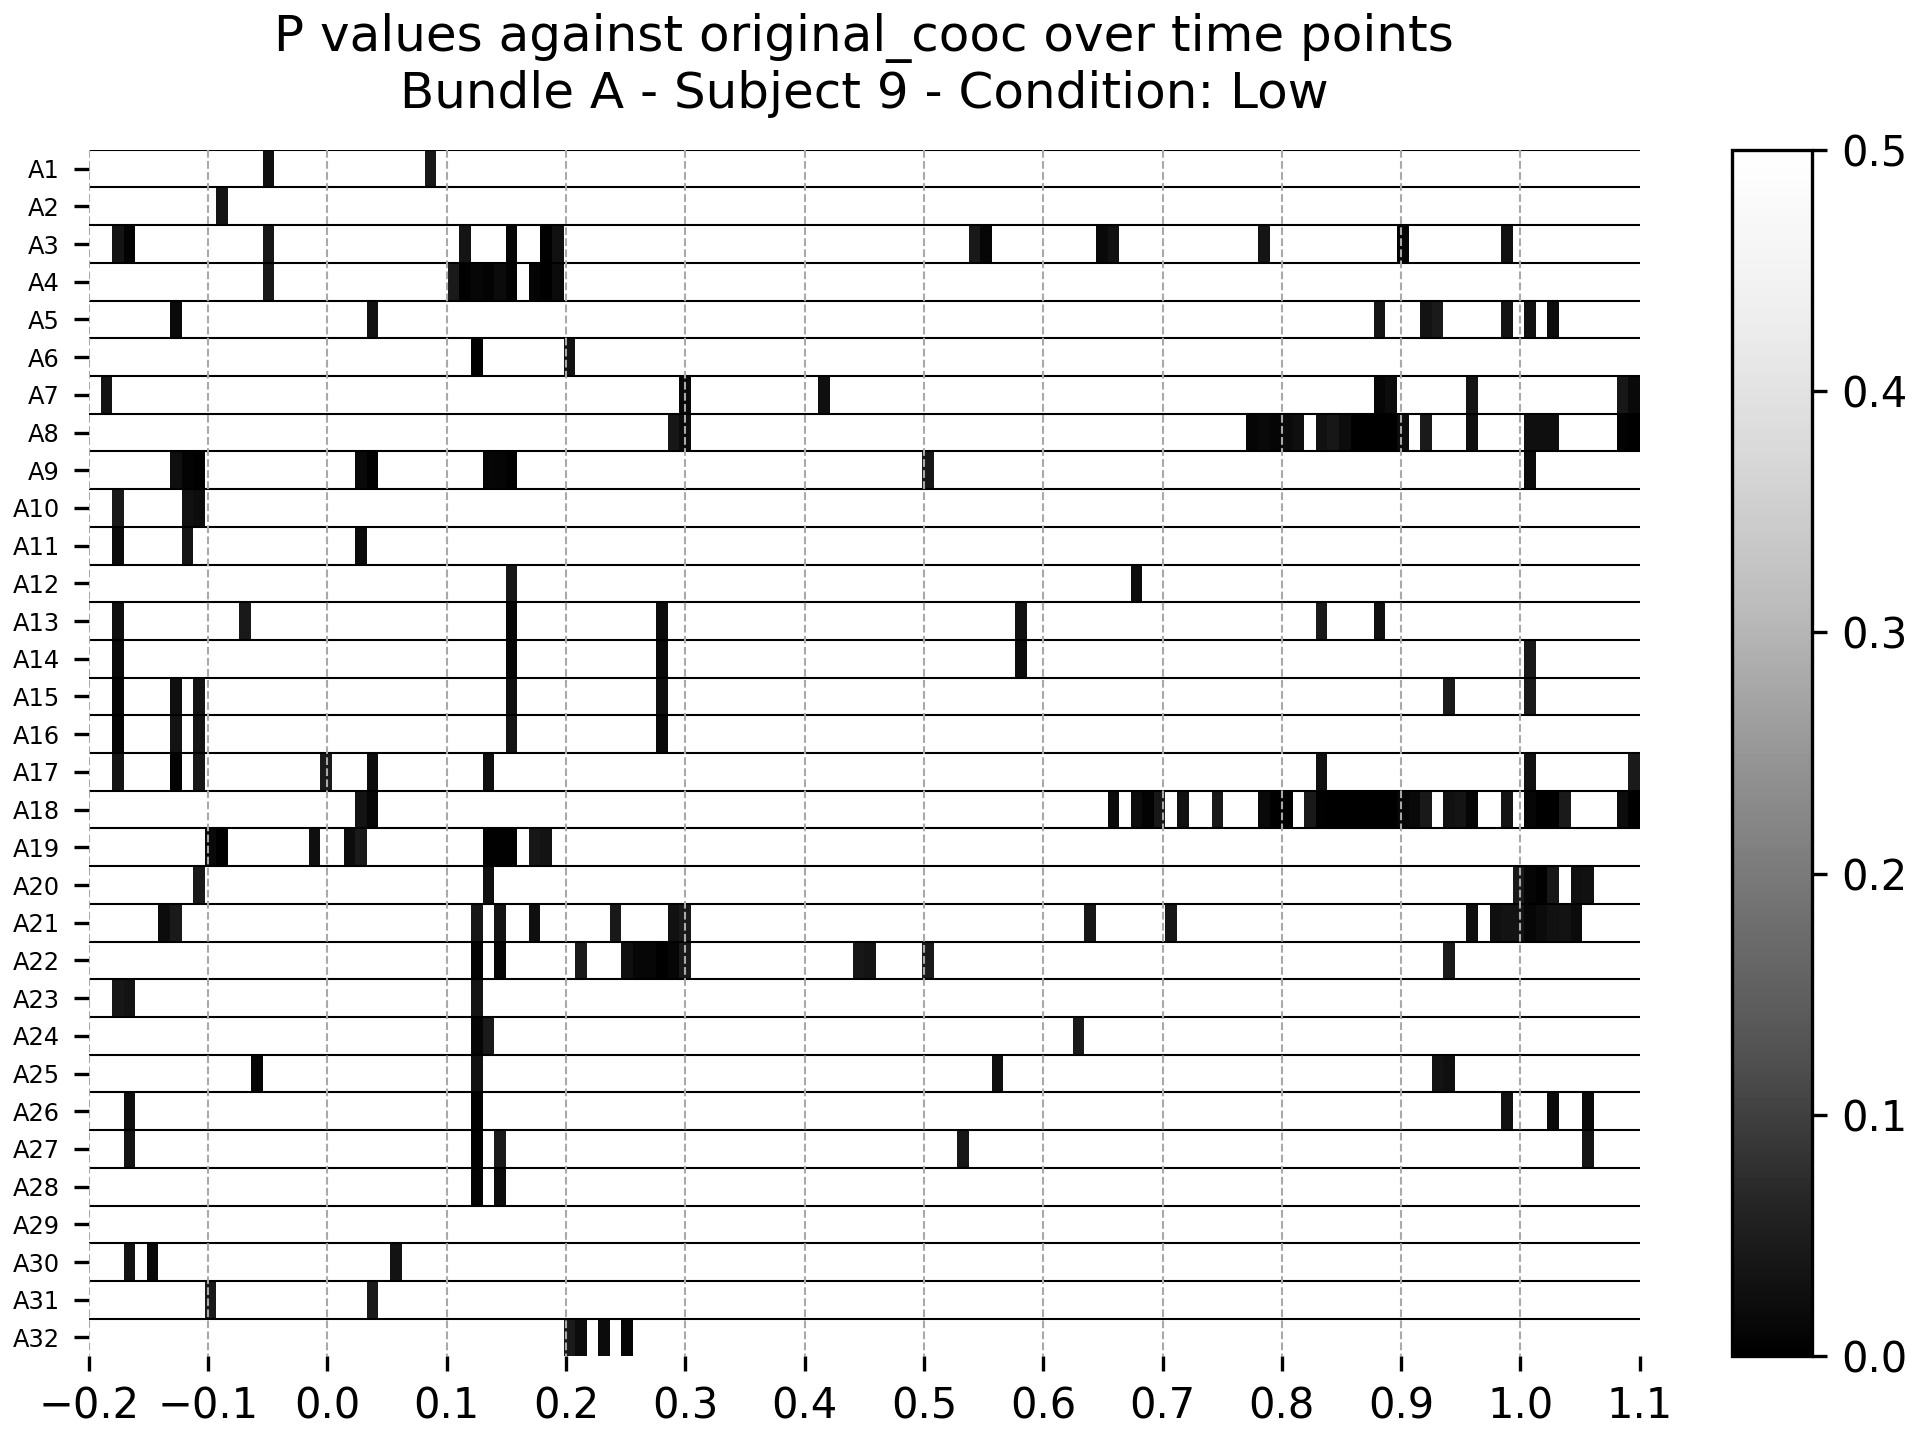 P values against original_cooc over time points
Bundle A - Subject 9 - Condition: Low
A1
A2
A3
A4
A5
A6
A7
A8
A9
A10
A11
A12
A13
A14
A15
A16
A17
A18
A19
A20
A21
A22
A23
A24
A25
A26
A27
A28
A29
A30
A31
A32
−0.2 −0.1 0.0 0.1 0.2 0.3 0.4 0.5 0.6 0.7 0.8 0.9 1.0 1.1
0.5
0.4
0.3
0.2
0.1
0.0